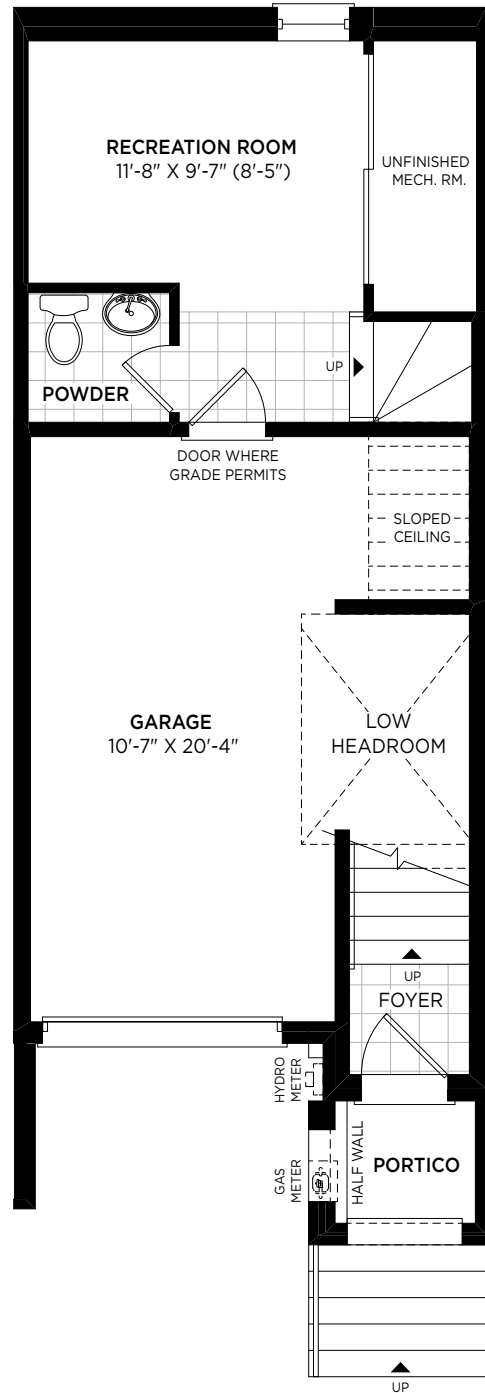 RECREATION ROOM
11'-8" X 9'-7" (8'-5")
UNFINISHED
MECH. RM.
POWDER
UP
DOOR WHERE
GRADE PERMITS
SLOPED
CEILING
GARAGE
10'-7" X 20'-4"
LOW
HEADROOM
UP
FOYER
HYDRO
METER
GAS
METER
HALF WALL
PORTICO
UP